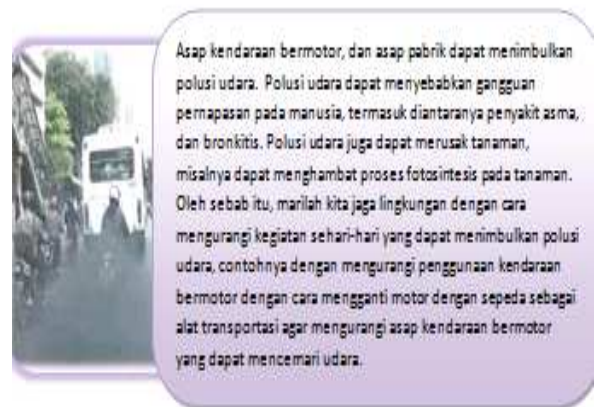 Asap kendaraan bermotor, dan asap pabrik dapat menimbulkan
polusi udara. Polusi udara dapat menyebabkan gangguan
pernapasan pada manusia, termasuk diantaranya penyakit asma,
dan bronkitis. Polusi udara juga dapat merusak tanaman,
misalnya dapat menghambat proses fotosintesis pada tanaman.
Oleh sebab itu, marilah kita jaga lingkungan dengan cara
mengurangi kegiatan sehari-hari yang dapat menimbulkan polusi
udara, contohnya dengan mengurangi penggunaan kendaraan
bermotor dengan cara mengganti motor dengan sepeda sebagai
alat transportasi agar mengurangi asap kendaraan bermotor
yang dapat mencemari udara.